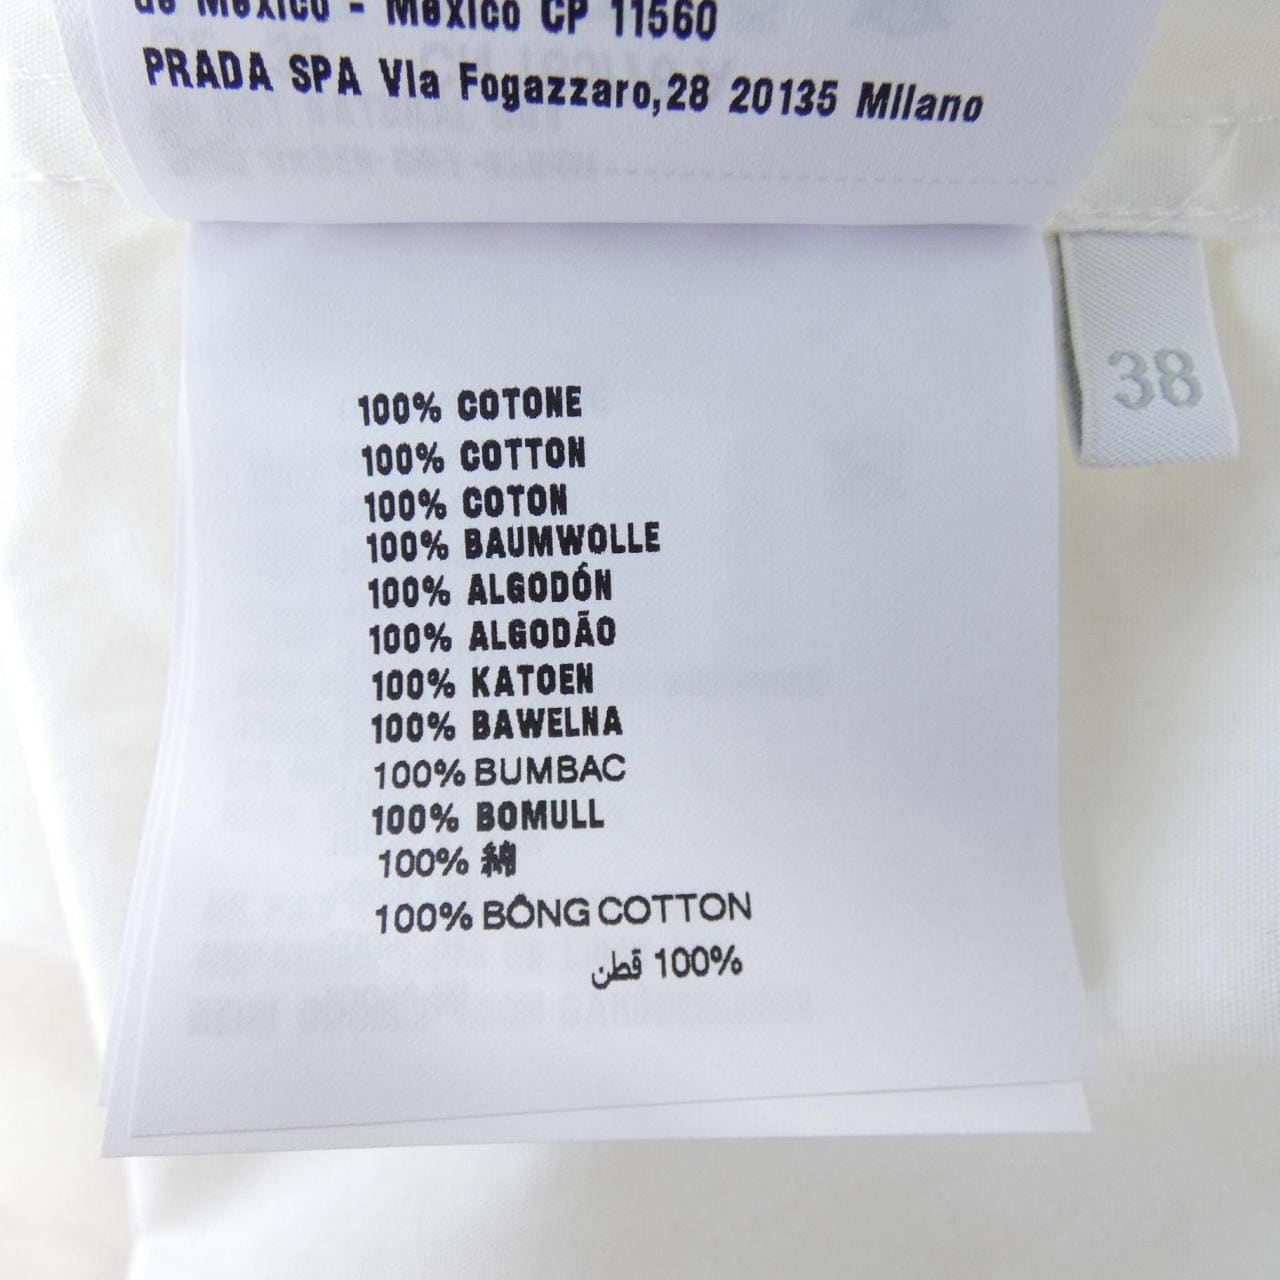 de México - México CP 11560
PRADA SPA VIa Fogazzaro,28 20135 MIlano
38
100% COTONE
100% COTTON
100% COTON
100% BAUMWOLLE
100% ALGODÓN
100% ALGODÃO
100% KATOEN
100% BAWELNA
100% BUMBAC
100% BOMULL
100% 綿
100% BÔNG COTTON
100% قطن